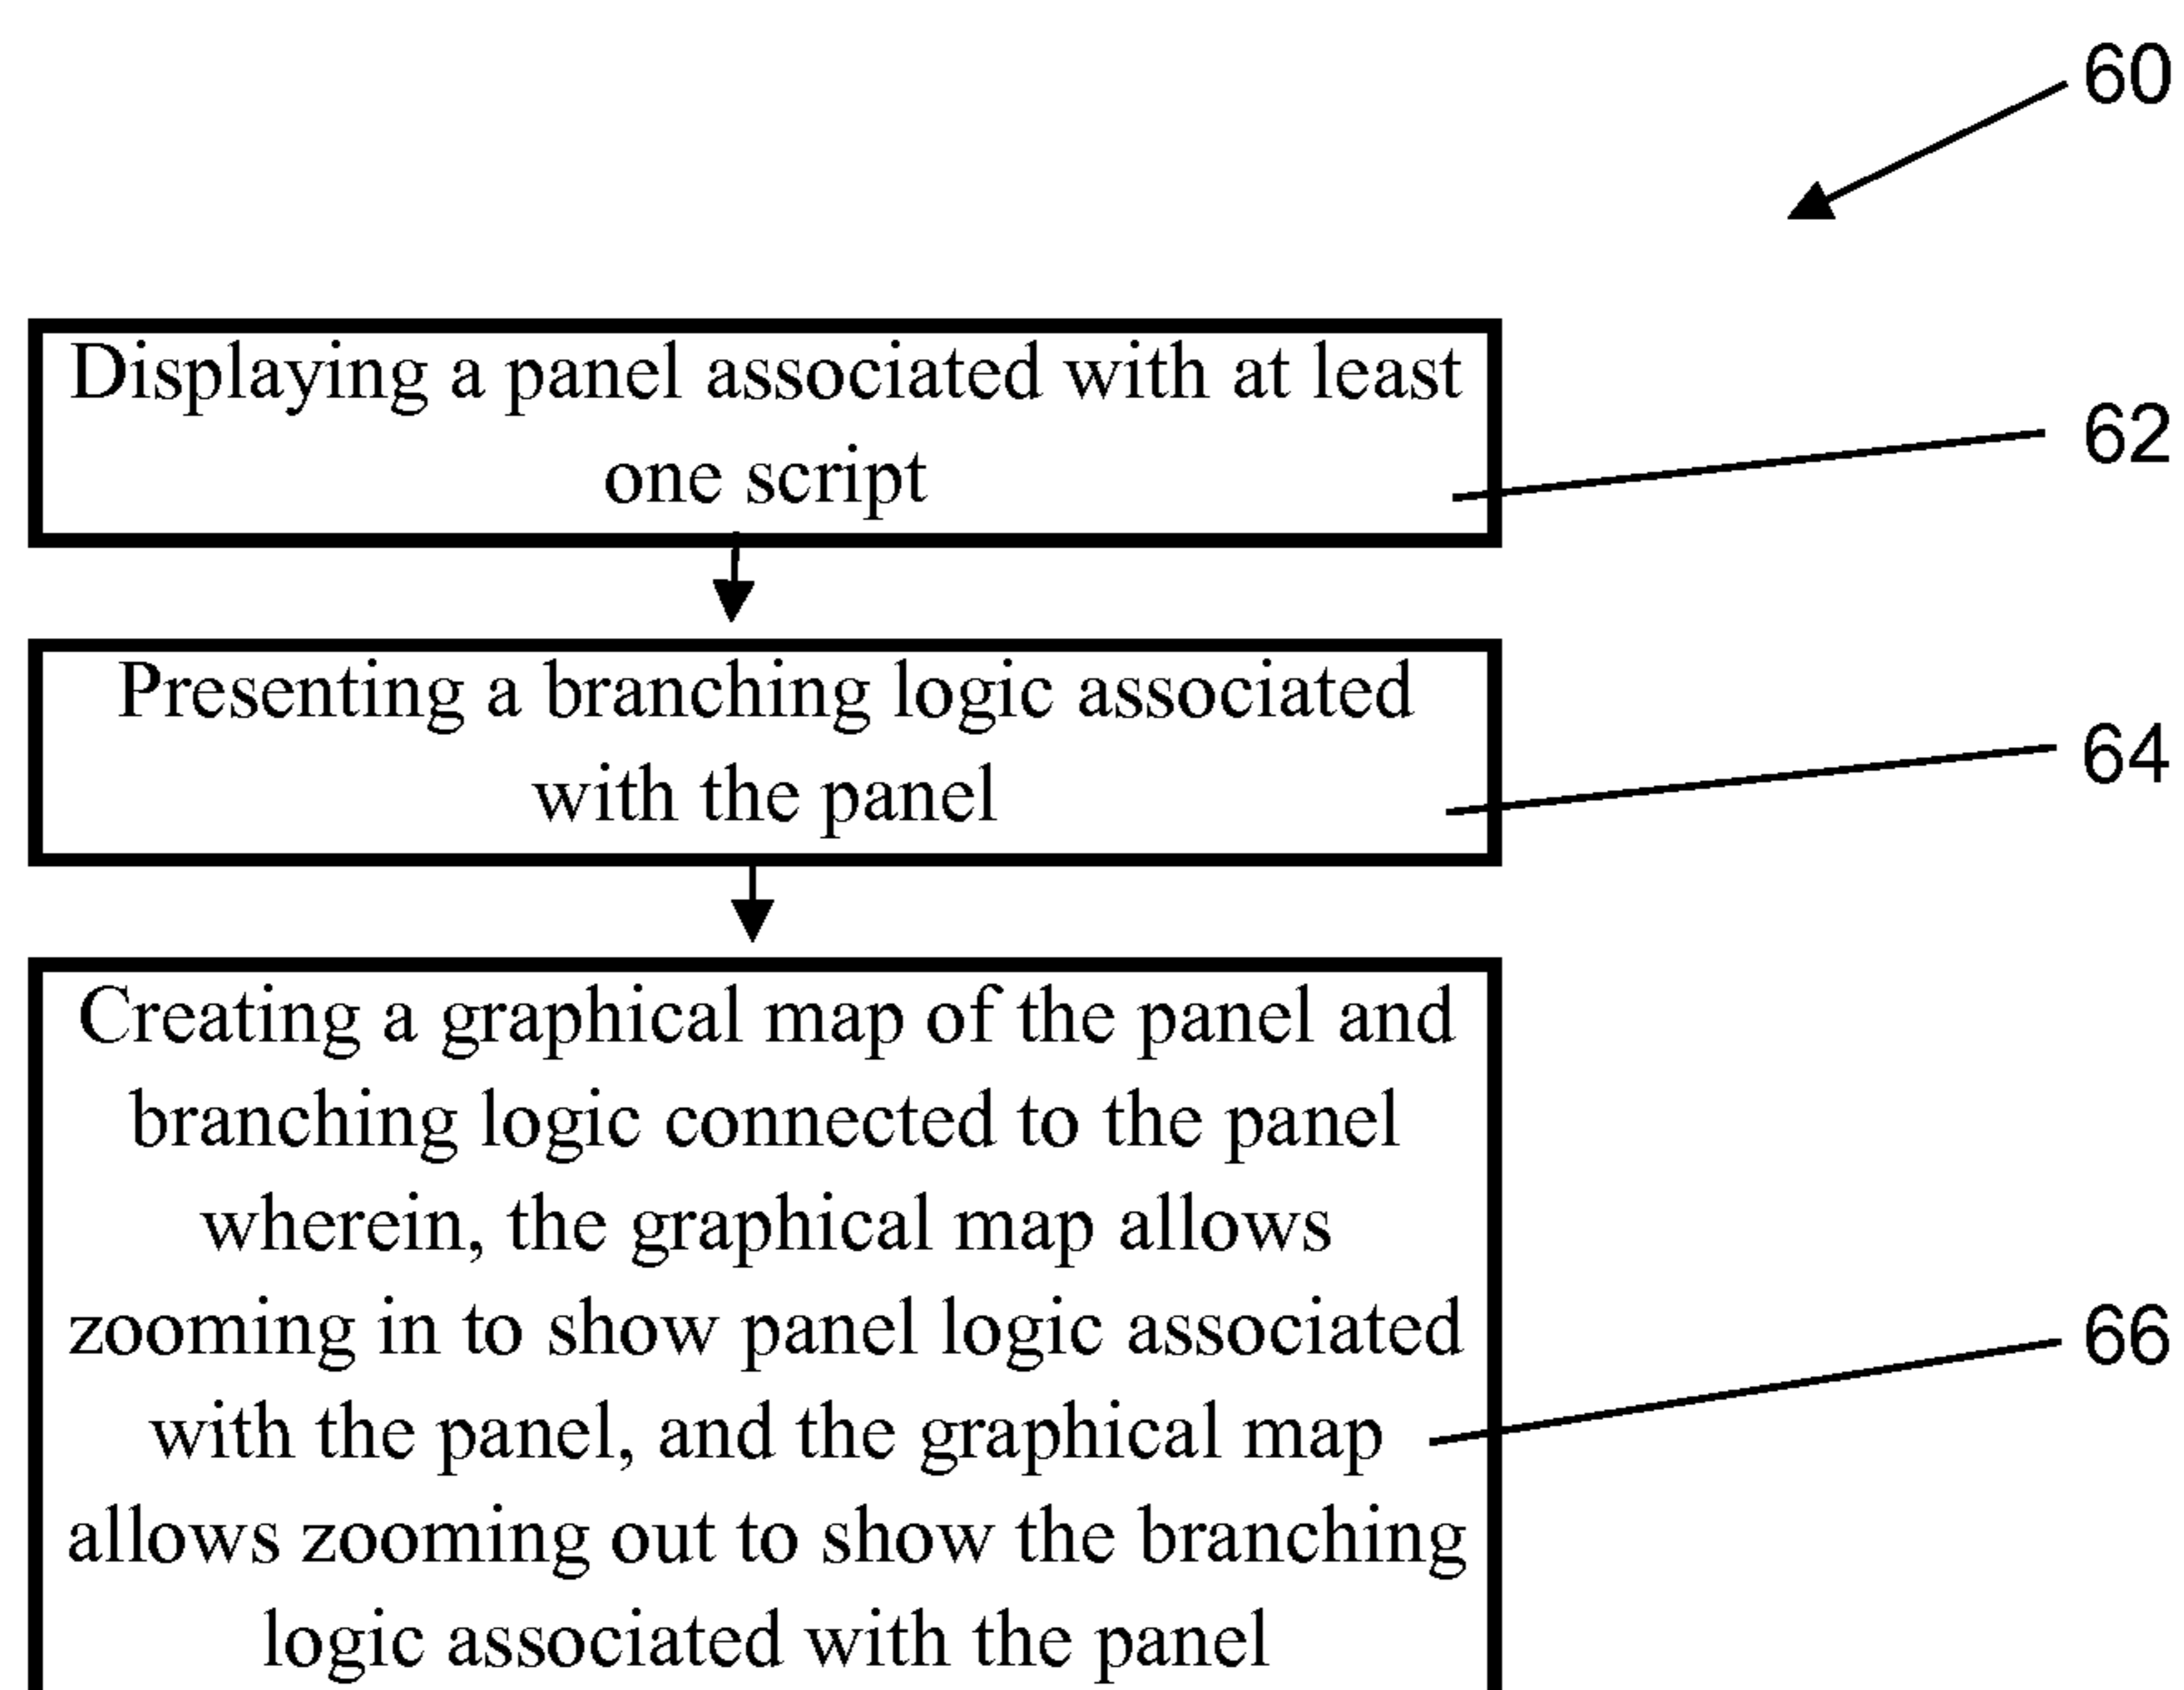 60
Displaying a panel associated with at least
one script
62
Presenting a branching logic associated
with the panel
64
Creating a graphical map of the panel and
branching logic connected to the panel
wherein, the graphical map allows
zooming in to show panel logic associated
with the panel, and the graphical map
allows zooming out to show the branching
logic associated with the panel
66